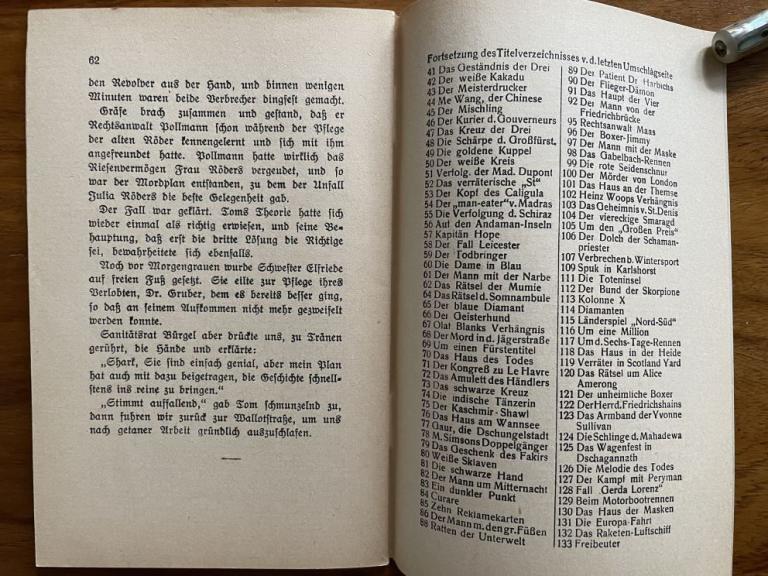 62
den Revolver aus der Hand, und binnen wenigen
Minuten waren beide Verbrecher dingfest gemacht.
Gräfe brach zusammen und gestand, daß er
Rechtsanwalt Pollmann schon während der Pflege
der alten Röder kennengelernt und sich mit ihm
angefreundet hatte. Pollmann hatte wirklich das
Riesenvermögen Frau Röders vergeudet, und so
war der Mordplan entstanden, zu dem der Unfall
Julia Röders die beste Gelegenheit gab.
Der Fall war geklärt. Toms Theorie hatte sich
wieder einmal als richtig erwiesen, und seine Be-
hauptung, daß erst die dritte Lösung die Richtige
sei, bewahrheitete sich ebenfalls.
Noch vor Morgengrauen wurde Schwester Elfriede
auf freien Fuß gesetzt. Sie eilte zur Pflege ihres
Verlobten, Dr. Gruber, dem es bereits besser ging,
so daß an seinem Aufkommen nicht mehr gezweifelt
werden konnte.
Sanitätsrat Bürgel aber drückte uns, zu Tränen
gerührt, die Hände und erklärte:
„Shark, Sie sind einfach genial, aber mein Plan
hat auch mit dazu beigetragen, die Geschichte schnell-
stens ins reine zu bringen.“
„Stimmt auffallend,“ gab Tom schmunzelnd zu,
dann fuhren wir zurück zur Wallotstraße, um uns
nach getaner Arbeit gründlich auszuschlafen.
Fortsetzung des Titelverzeichnisses v. d. letzten Umschlagseite
41 Das Geständnis der Drei
42 Der weiße Kakadu
43 Der Meisterdrucker
44 Me Wang, der Chinese
45 Der Mischling
46 Der Kurier d. Gouverneurs
47 Das Kreuz der Drei
48 Die Schärpe d. Großfürst.
49 Die goldene Kuppel
50 Der weiße Kreis
51 Verfolg. der Mad. Dupont
52 Das verräterische „Si“
53 Der Kopf des Caligula
54 Der „man-eater“ v. Madras
55 Die Verfolgung d. Schiraz
56 Auf den Andaman-Inseln
57 Kapitän Hope
58 Der Fall Leicester
59 Der Todbringer
60 Die Dame in Blau
61 Der Mann mit der Narbe
62 Das Rätsel der Mumie
64 Das Rätsel d. Somnambule
65 Der blaue Diamant
66 Der Geisterhund
67 Olaf Blanks Verhängnis
68 Der Mord in d. Jägerstraße
69 Um einen Fürstentitel
70 Das Haus des Todes
71 Der Kongreß zu Le Havre
72 Das Amulett des Händlers
73 Das schwarze Kreuz
74 Die indische Tänzerin
75 Der Kaschmir-Shawl
76 Das Haus am Wannsee
77 Gaur, die Dschungelstadt
78 M. Simsons Doppelgänger
79 Das Geschenk des Fakirs
80 Weiße Sklaven
81 Die schwarze Hand
82 Der Mann um Mitternacht
83 Ein dunkler Punkt
84 Curare
85 Zehn Reklamekarten
86 Der Mann m. den gr. Füßen
88 Ratten der Unterwelt
89 Der Patient Dr. Harbichs
90 Der Flieger-Dämon
91 Das Haupt der Vier
92 Der Mann von der
Friedrichbrücke
95 Rechtsanwalt Maas
96 Der Boxer-Jimmy
97 Der Mann mit der Maske
98 Das Gabelbach-Rennen
99 Die rote Seidenschnur
100 Der Mörder von London
101 Das Haus an der Themse
102 Heinz Woops Verhängnis
103 Das Geheimnis v. St. Denis
104 Der viereckige Smaragd
105 Um den „Großen Preis“
106 Der Dolch der Schaman-
priester
107 Verbrechen b. Wintersport
109 Spuk in Karlshorst
111 Die Toteninsel
112 Der Bund der Skorpione
113 Kolonne X
114 Diamanten
115 Länderspiel „Nord-Süd“
116 Um eine Million
117 Um d. Sechs-Tage-Rennen
118 Das Haus in der Heide
119 Verräter in Scotland Yard
120 Das Rätsel um Alice
Amerong
121 Der unheimliche Boxer
122 Der Herr d. Friedrichshains
123 Das Armband der Yvonne
Sullivan
124 Die Schlinge d. Mahadewa
125 Das Wagenfest in
Dschagannath
126 Die Melodie des Todes
127 Der Kampf mit Peryman
128 Fall „Gerda Lorenz“
129 Beim Motorbootrennen
130 Das Haus der Masken
131 Die Europa-Fahrt
132 Das Raketen-Luftschiff
133 Freibeuter